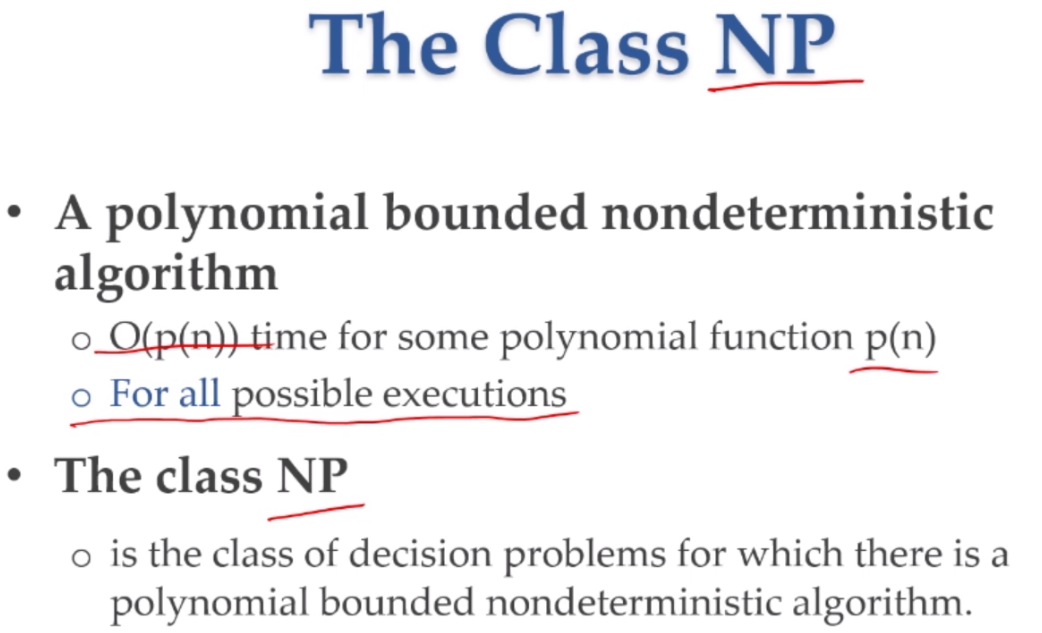 The Class NP
• A polynomial bounded nondeterministic
algorithm
o O(p(n)) time for some polynomial function p(n)
o For all possible executions
• The class NP
o is the class of decision problems for which there is a
polynomial bounded nondeterministic algorithm.